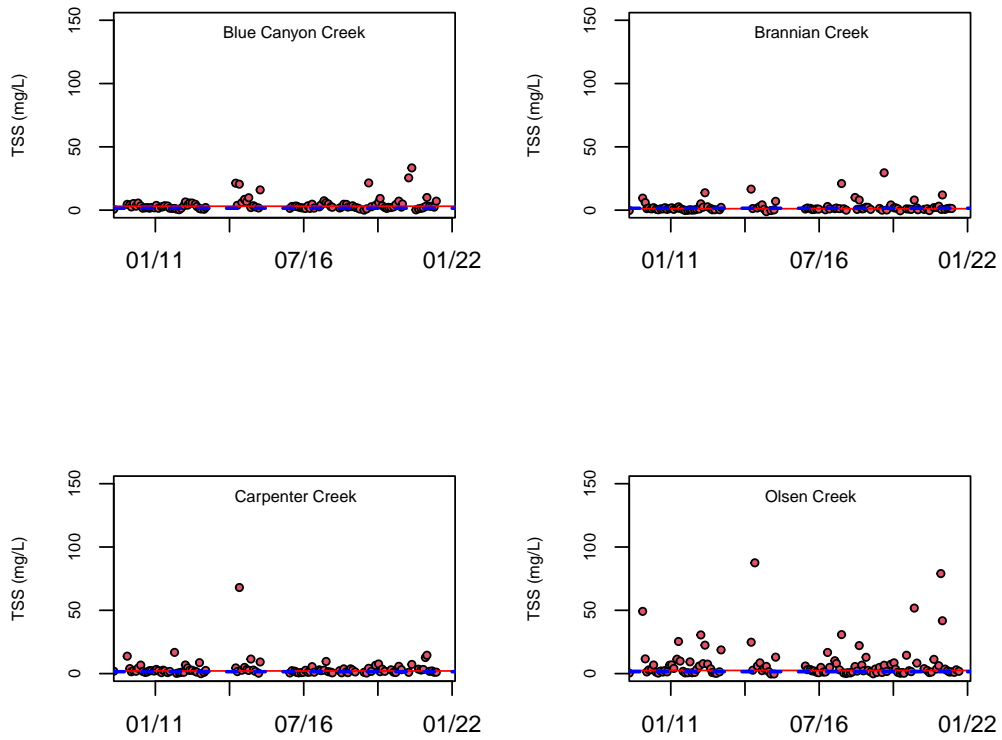 Blue Canyon Creek
TSS (mg/L)
150
100
50
0
01/11 07/16 01/22
Brannian Creek
TSS (mg/L)
150
100
50
0
01/11 07/16 01/22
Carpenter Creek
TSS (mg/L)
150
100
50
0
01/11 07/16 01/22
Olsen Creek
TSS (mg/L)
150
100
50
0
01/11 07/16 01/22